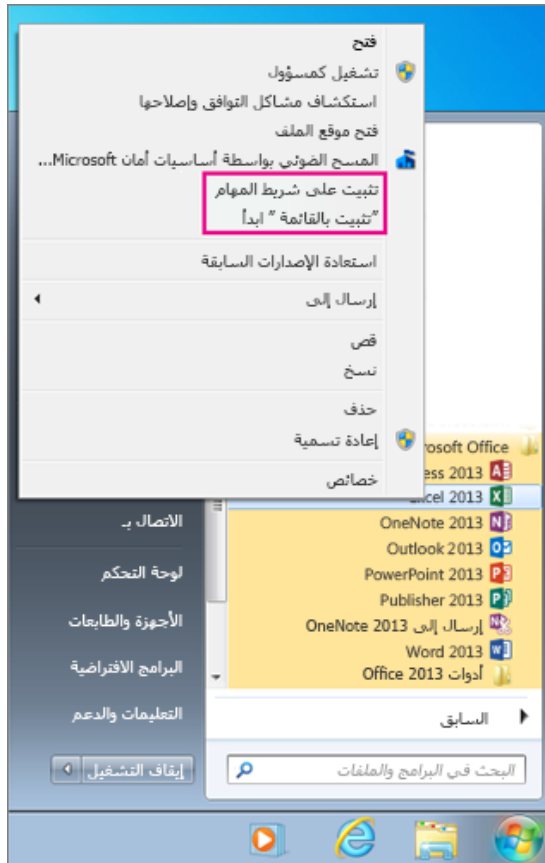 فتح
تشغيل كمسؤول
استكشاف مشاكل التوافق وإصلاحها
فتح موقع الملف
المسح الضوئي بواسطة أساسيات أمان Microsoft...
تثبيت على شريط المهام
"تثبيت بالقائمة " ابدأ
استعادة الإصدارات السابقة
إرسال إلى
قص
نسخ
حذف
إعادة تسمية
خصائص
rosoft Office
ess 2013
cel 2013
OneNote 2013
Outlook 2013
PowerPoint 2013
Publisher 2013
إرسال إلى OneNote 2013
Word 2013
أدوات Office 2013
السابق
البحث في البرامج والملفات
الاتصال بـ
لوحة التحكم
الأجهزة والطابعات
البرامج الافتراضية
التعليمات والدعم
إيقاف التشغيل